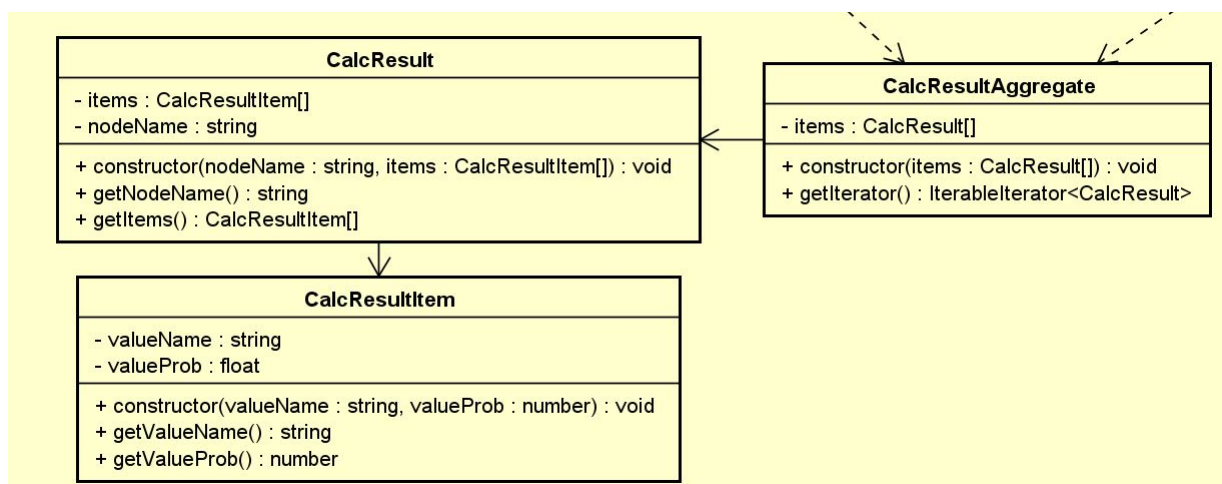 CalcResult
- items : CalcResultItem[]
- nodeName : string
+ constructor(nodeName : string, items : CalcResultItem[]) : void
+ getNodeName() : string
+ getItems() : CalcResultItem[]
CalcResultAggregate
- items : CalcResult[]
+ constructor(items : CalcResult[]) : void
+ getIterator() : IterableIterator<CalcResult>
CalcResultItem
- valueName : string
- valueProb : float
+ constructor(valueName : string, valueProb : number) : void
+ getValueName() : string
+ getValueProb() : number